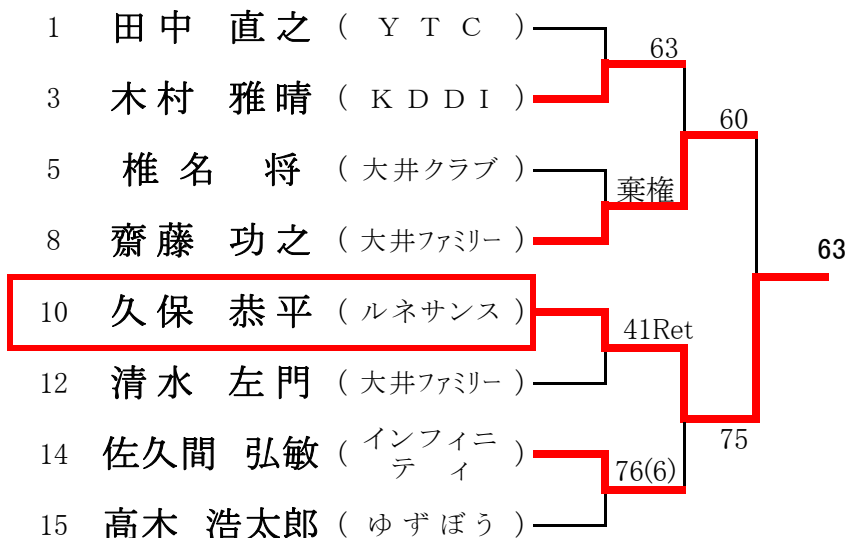 1 田中 直之 ( Y T C )
63
3 木村 雅晴 ( K D D I )
60
5 椎名 将 ( 大井クラブ )
棄権
8 齋藤 功之 ( 大井ファミリー )
63
10 久保 恭平 ( ルネサンス )
41Ret
12 清水 左門 ( 大井ファミリー )
75
14 佐久間 弘敏 ( インフィニ
ティ )
76(6)
15 高木 浩太郎 ( ゆずぼう )